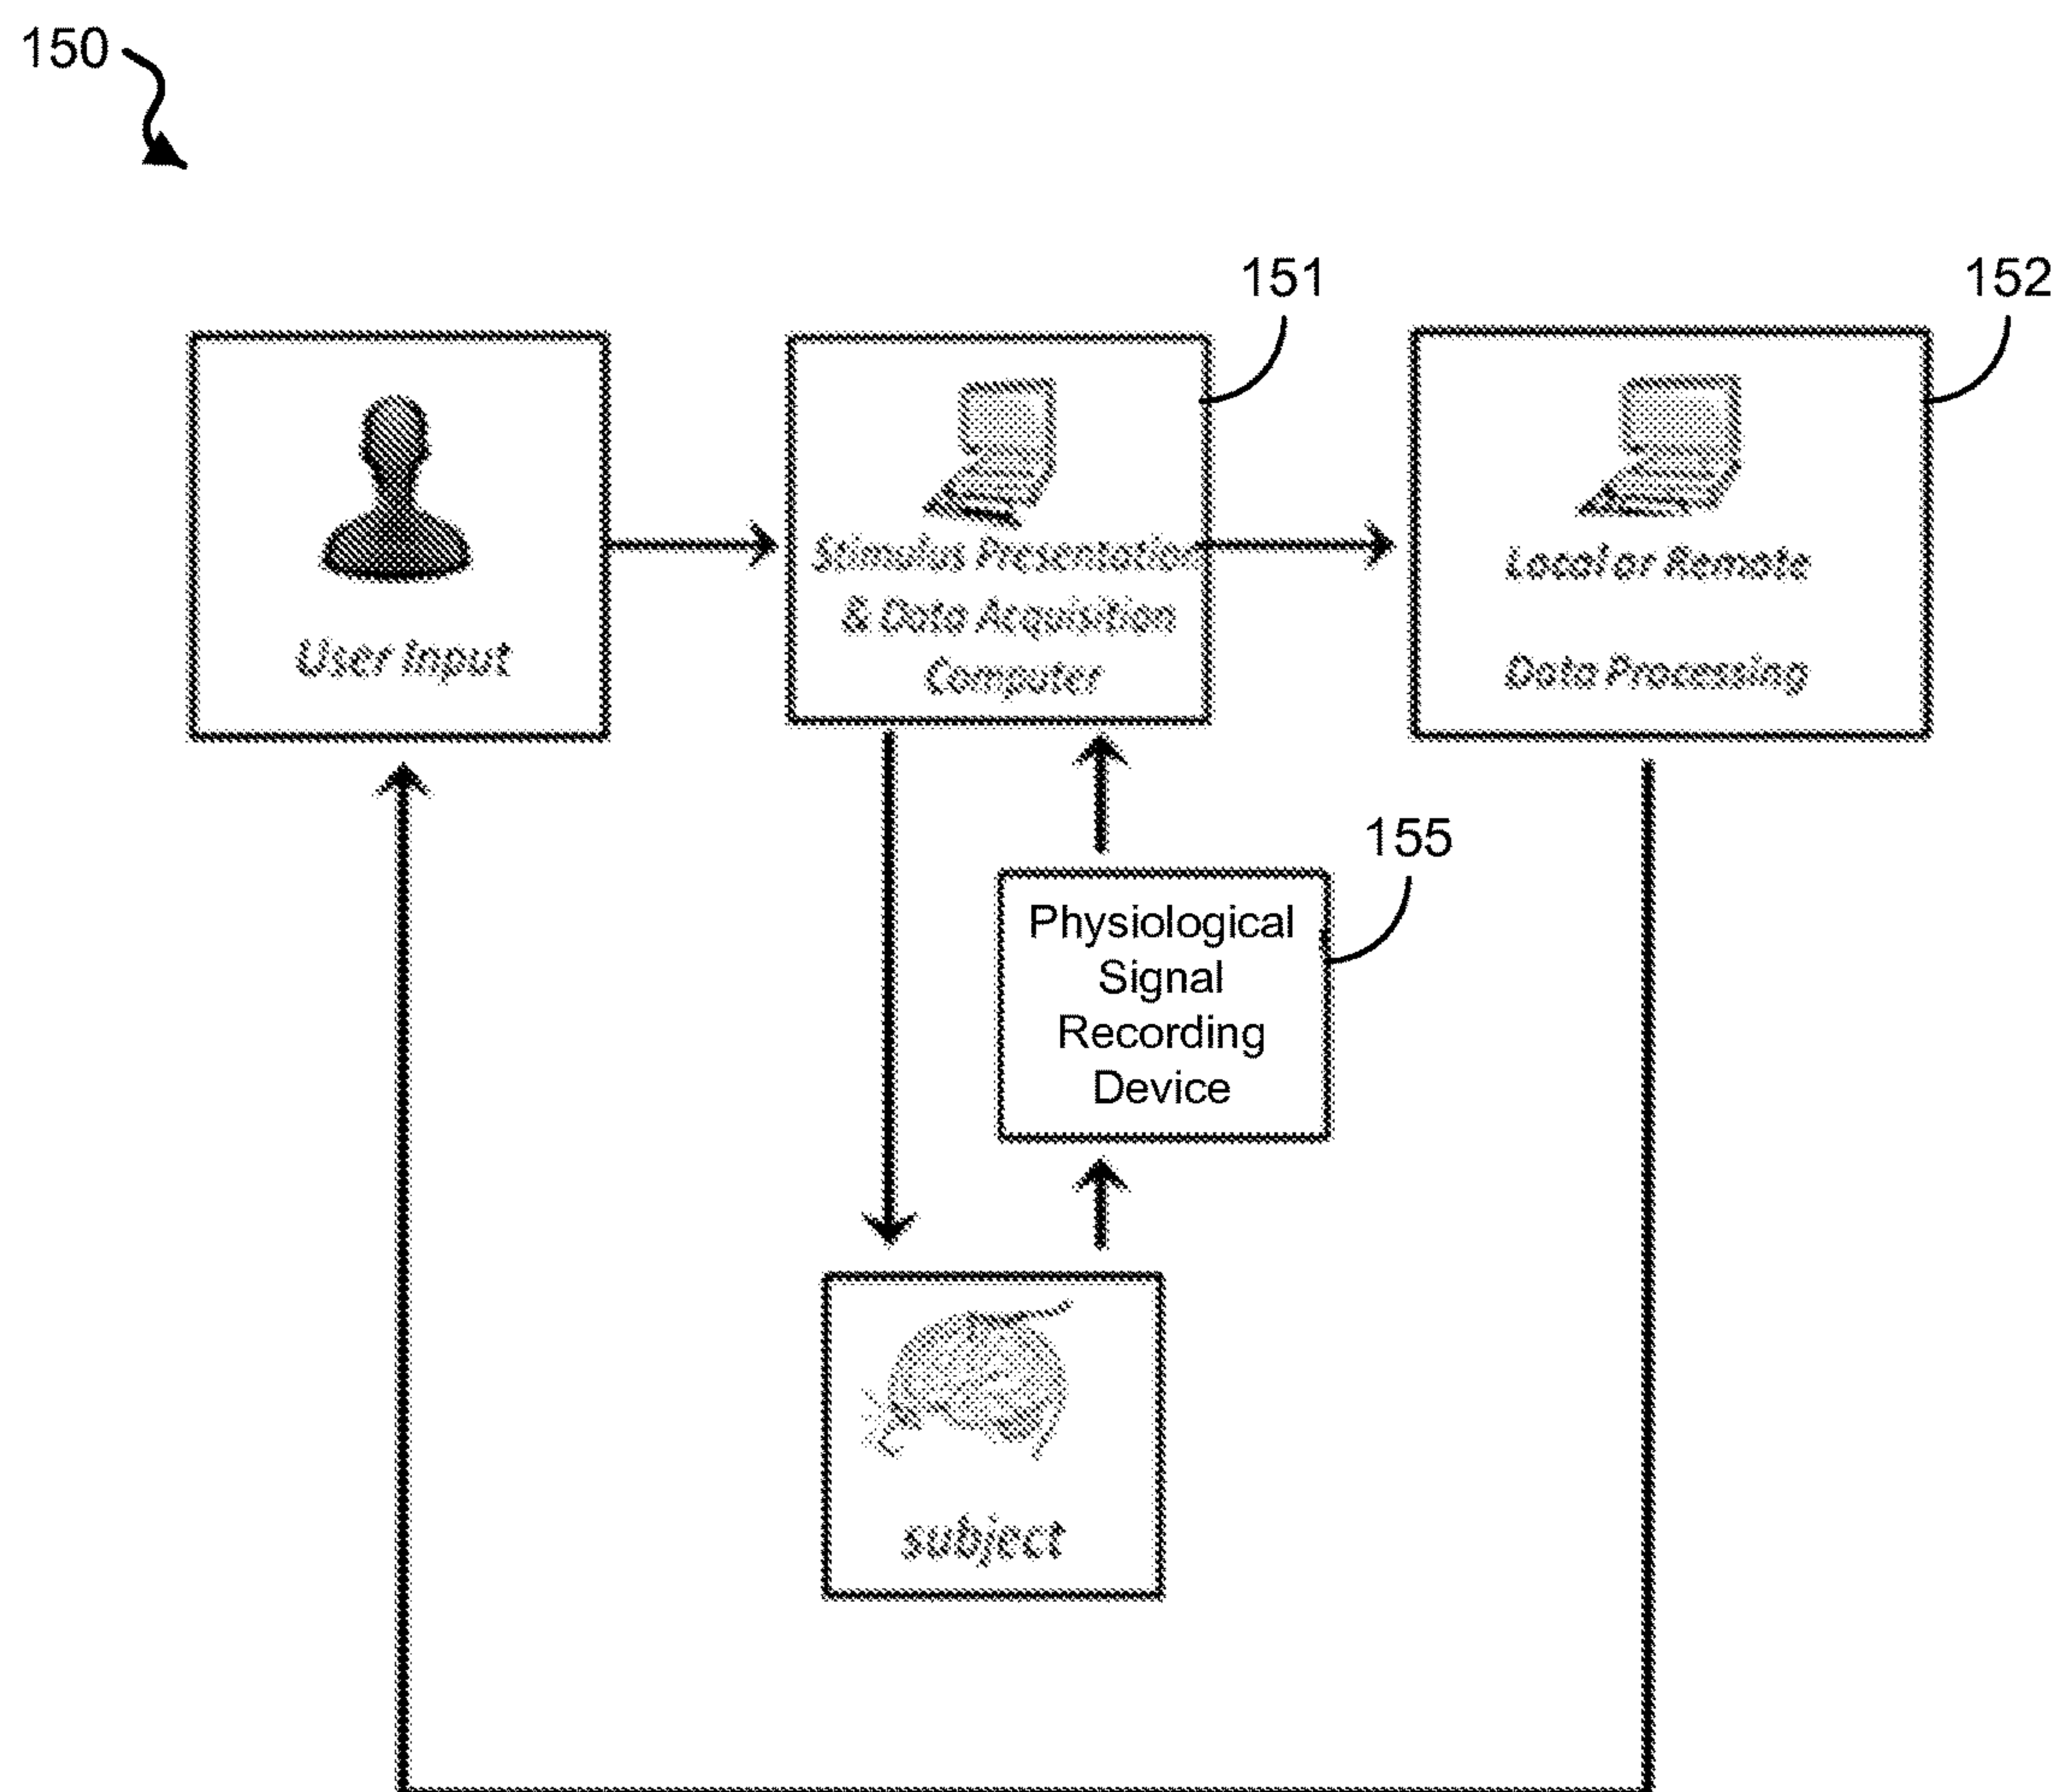 150
151
152
User Input
Stimulus Presentation
& Data Acquisition
Computer
Local or Remote
Data Processing
155
Physiological
Signal
Recording
Device
subject